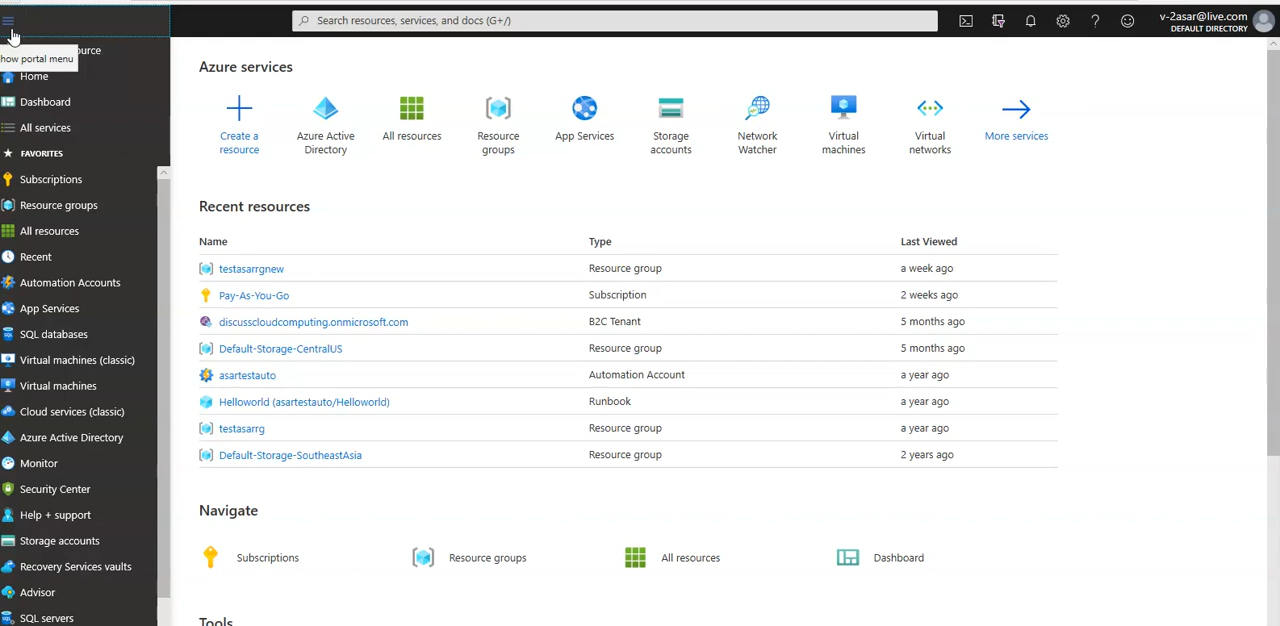 Search resources, services, and docs (G+/)
v-2asar@live.com
DEFAULT DIRECTORY
how portal menu
ource
Home
Dashboard
All services
FAVORITES
Subscriptions
Resource groups
All resources
Recent
Automation Accounts
App Services
SQL databases
Virtual machines (classic)
Virtual machines
Cloud services (classic)
Azure Active Directory
Monitor
Security Center
Help + support
Storage accounts
Recovery Services vaults
Advisor
SQL servers
Azure services
Create a
resource
Azure Active
Directory
All resources
Resource
groups
App Services
Storage
accounts
Network
Watcher
Virtual
machines
Virtual
networks
More services
Recent resources
Name Type Last Viewed
testasarrgnew Resource group a week ago
Pay-As-You-Go Subscription 2 weeks ago
discusscloudcomputing.onmicrosoft.com B2C Tenant 5 months ago
Default-Storage-CentralUS Resource group 5 months ago
asartestauto Automation Account a year ago
Helloworld (asartestauto/Helloworld) Runbook a year ago
testasarrg Resource group a year ago
Default-Storage-SoutheastAsia Resource group 2 years ago
Navigate
Subscriptions Resource groups All resources Dashboard
Tools